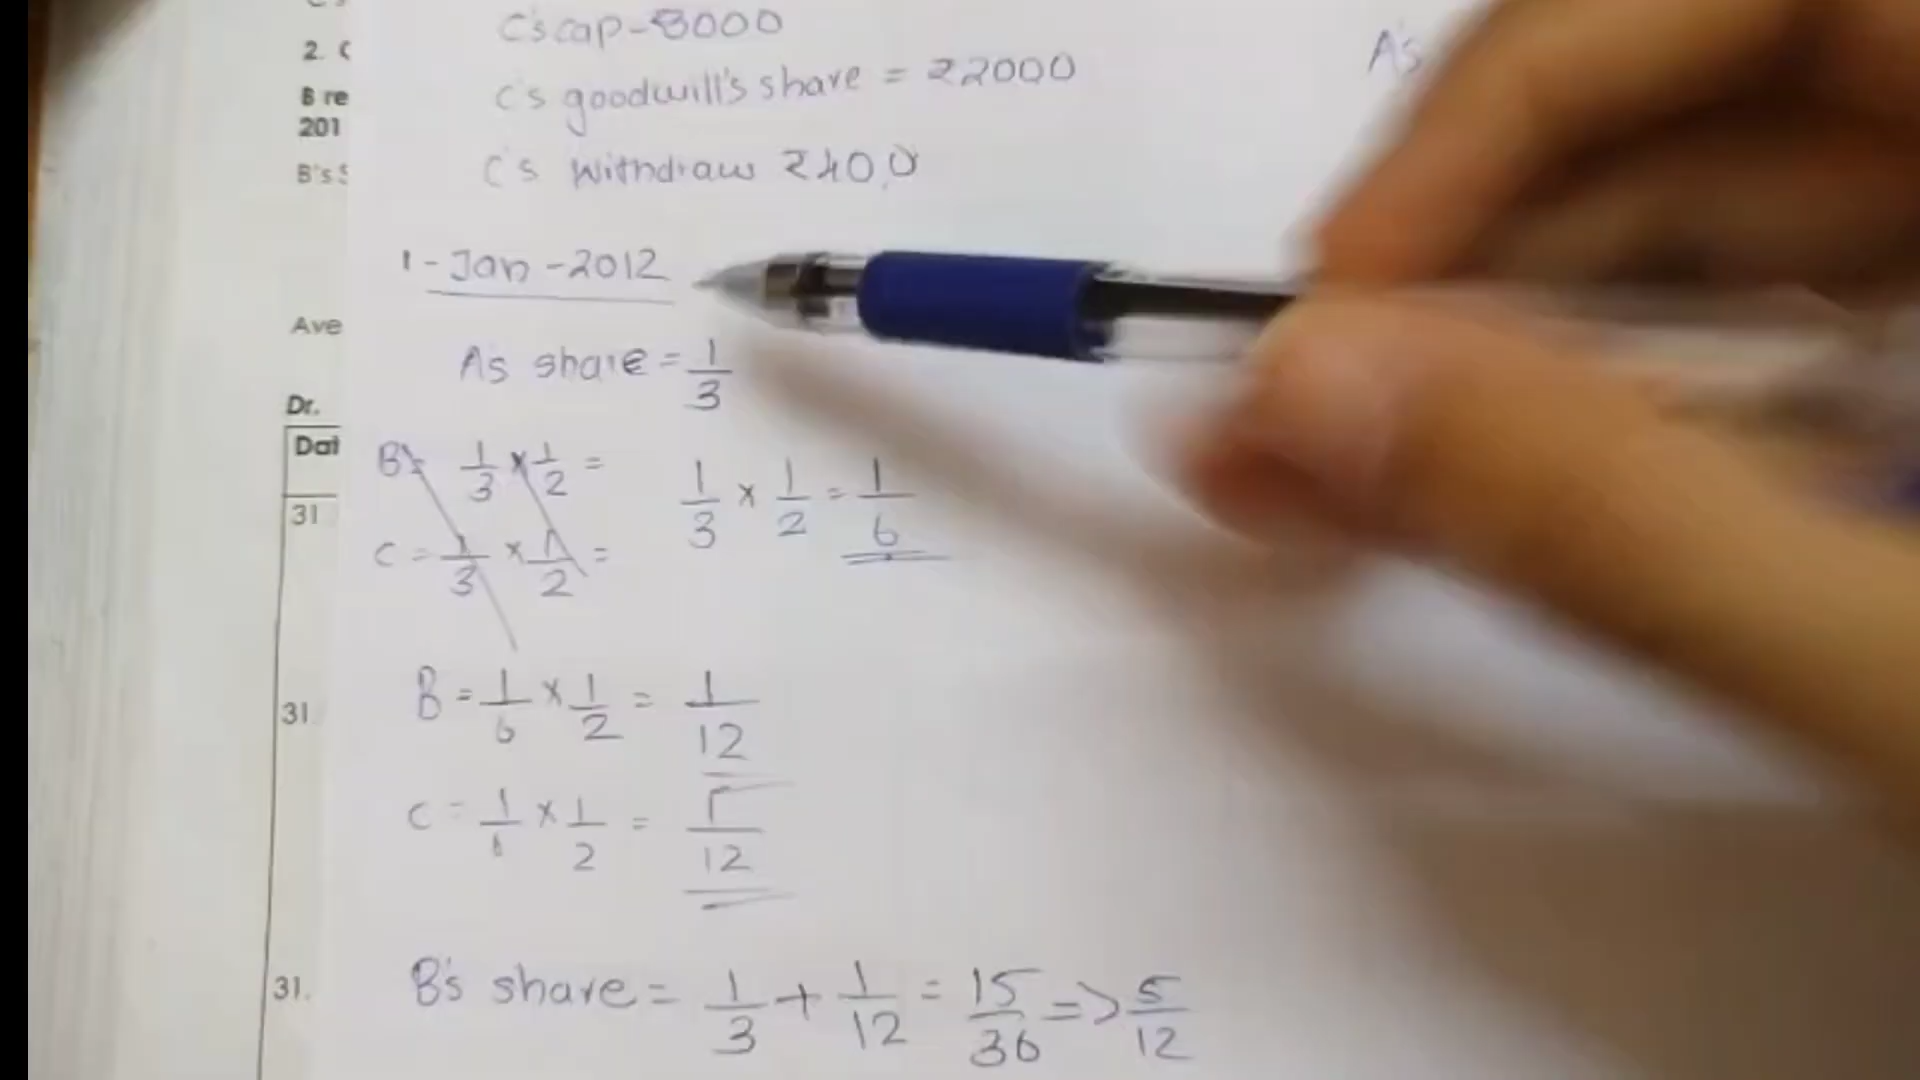 C's cap-8000
A's
2. C
C's goodwill's share = ₹2000
B re
201
C's Withdraw ₹400
B's S
1-Jan-2012
Ave
A's share = 1/3
Dr.
Dat
B = 1/3 × 1/2 =
1/3 × 1/2 = 1/6
31
C = 1/3 × 1/2 =
B = 1/6 × 1/2 = 1/12
31
C = 1/6 × 1/2 = 1/12
31.
B's share = 1/3 + 1/12 = 15/36 => 5/12